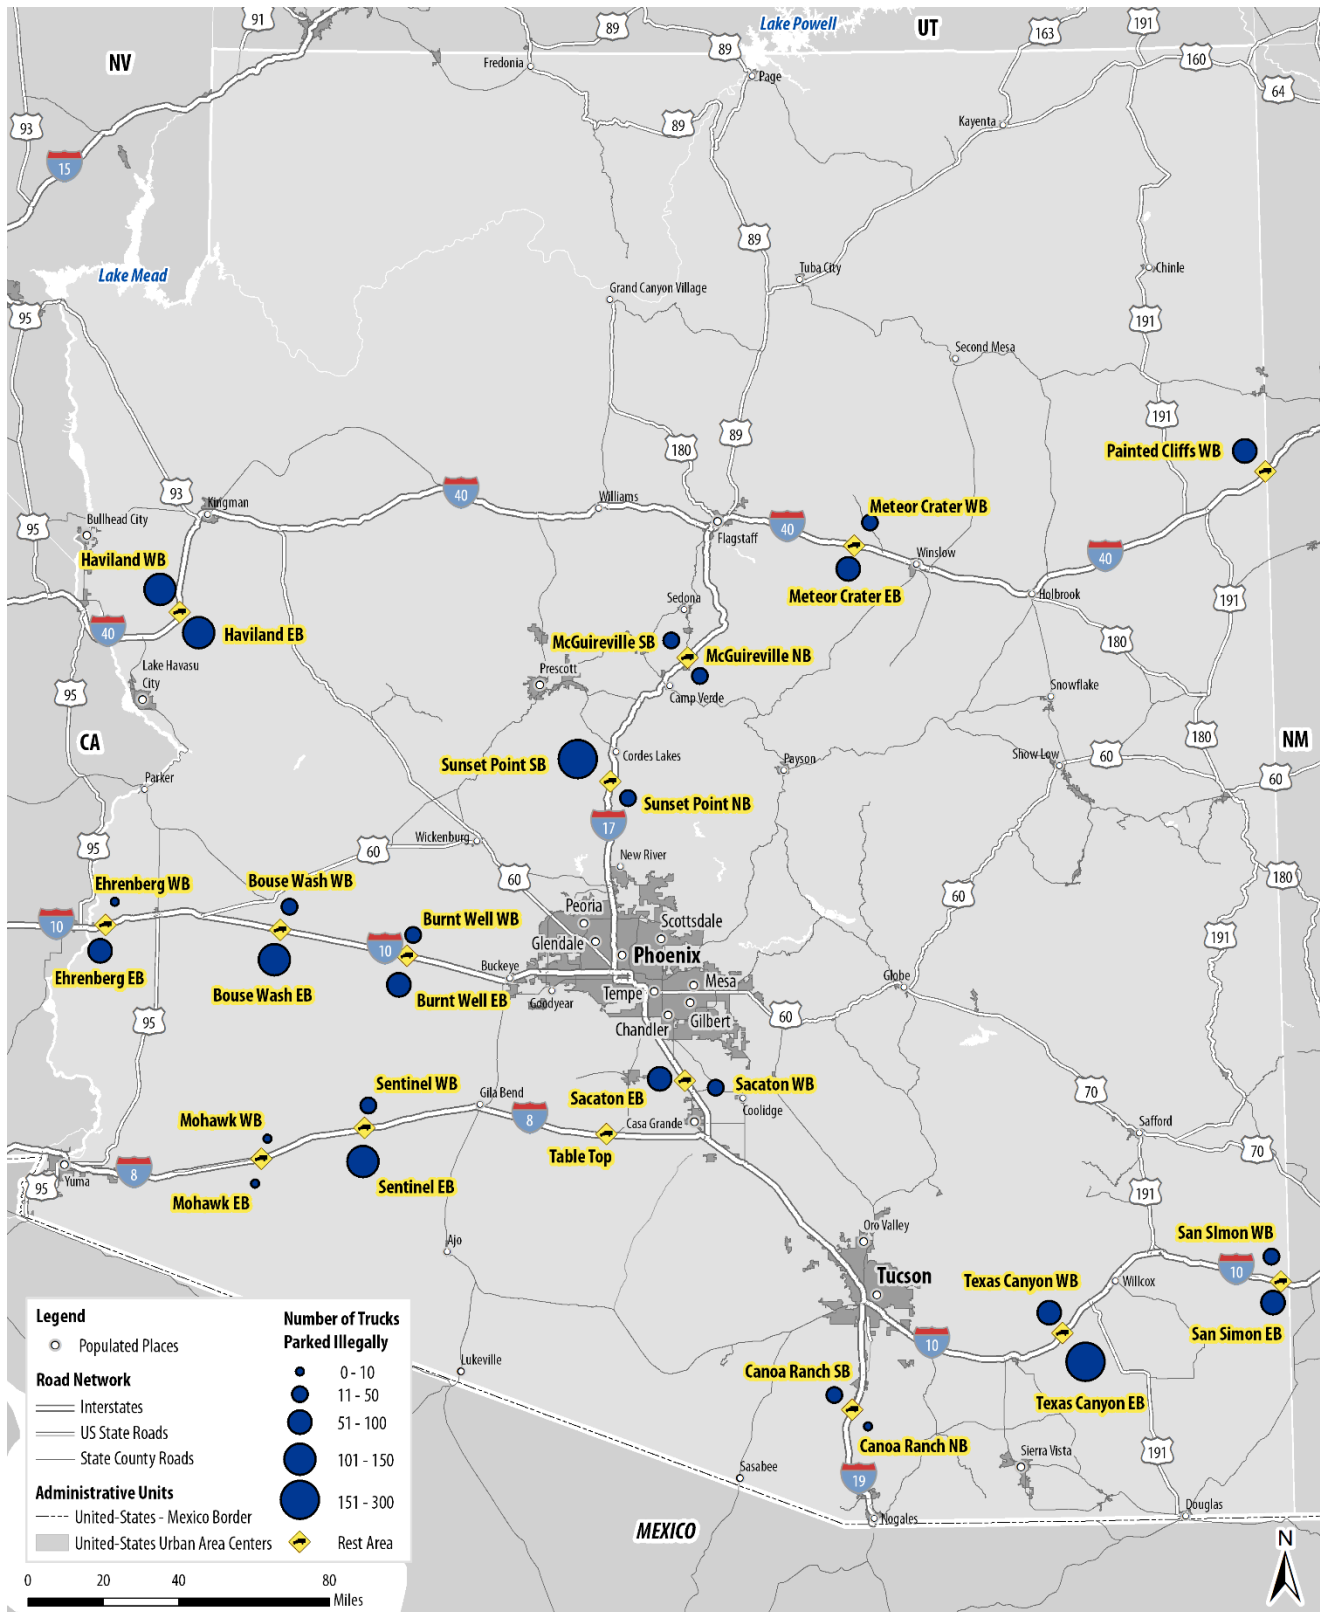 91
89
Lake Powell
UT
163
191
NV
Fredonia
89
Page
160
64
93
89
Kayenta
15
89
Tuba City
Chinle
Lake Mead
Grand Canyon Village
95
191
Second Mesa
191
89
180
Painted Cliffs WB
93
Kingman
40
Williams
Meteor Crater WB
95
Bullhead City
Flagstaff
40
Winslow
40
Haviland WB
Meteor Crater EB
Holbrook
191
Sedona
40
Haviland EB
McGuireville SB
180
McGuireville NB
Lake Havasu
City
Prescott
95
Camp Verde
Snowflake
CA
180
NM
Sunset Point SB
Cordes Lakes
Payson
Show Low
60
Parker
60
Sunset Point NB
17
Wickenburg
95
60
New River
60
180
Ehrenberg WB
Bouse Wash WB
60
Peoria
Burnt Well WB
Scottsdale
10
Glendale
191
10
Phoenix
Ehrenberg EB
Buckeye
Globe
Bouse Wash EB
Burnt Well EB
Goodyear
Tempe
Mesa
95
Chandler
Gilbert
60
Sentinel WB
Sacaton EB
Sacaton WB
Gila Bend
70
Mohawk WB
8
Casa Grande
Coolidge
Safford
Table Top
70
Yuma
8
95
Mohawk EB
Sentinel EB
191
Oro Valley
San SImon WB
Ajo
Tucson
Texas Canyon WB
10
Willcox
Legend
Populated Places
Number of Trucks
Parked Illegally
10
San Simon EB
Lukeville
0 - 10
Canoa Ranch SB
Road Network
11 - 50
Texas Canyon EB
Interstates
51 - 100
US State Roads
Canoa Ranch NB
State County Roads
101 - 150
Sierra Vista
191
Sasabee
19
Administrative Units
151 - 300
United-States - Mexico Border
Douglas
Nogales
MEXICO
United-States Urban Area Centers
Rest Area
N
0 20 40 80
Miles